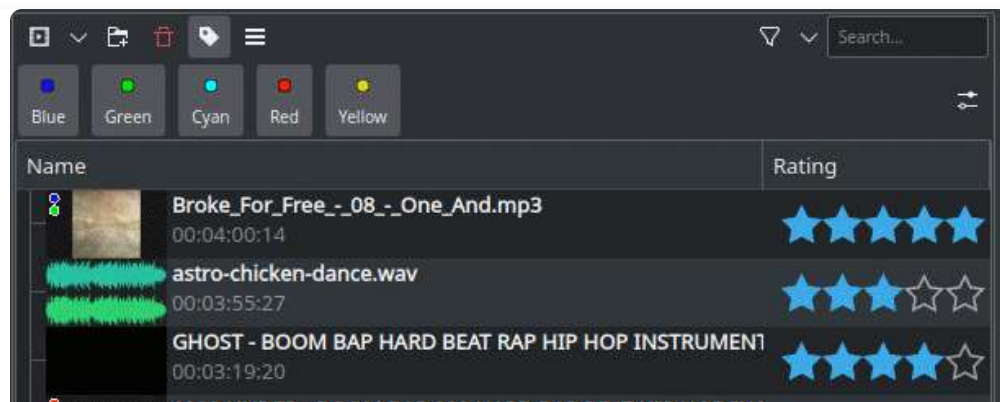 Search...
Blue Green Cyan Red Yellow
Name Rating
Broke_For_Free_-_08_-_One_And.mp3
00:04:00:14
astro-chicken-dance.wav
00:03:55:27
GHOST - BOOM BAP HARD BEAT RAP HIP HOP INSTRUMENT
00:03:19:20